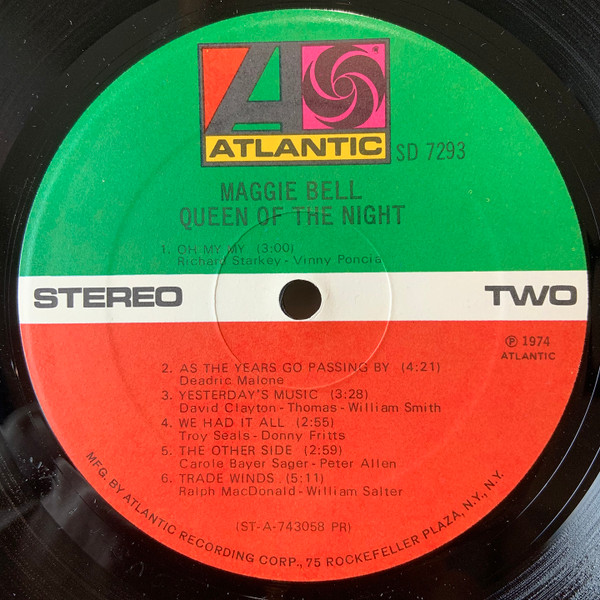 ATLANTIC
SD 7293
MAGGIE BELL
QUEEN OF THE NIGHT
1. OH MY MY (3:00)
Richard Starkey - Vinny Poncia
STEREO
TWO
℗ 1974
ATLANTIC
2. AS THE YEARS GO PASSING BY (4:21)
Deadric Malone
3. YESTERDAY'S MUSIC (3:28)
David Clayton-Thomas - William Smith
4. WE HAD IT ALL (2:55)
Troy Seals - Donny Fritts
5. THE OTHER SIDE (2:59)
Carole Bayer Sager - Peter Allen
6. TRADE WINDS (5:11)
Ralph MacDonald - William Salter
(ST-A-743058 PR)
MFG. BY ATLANTIC RECORDING CORP., 75 ROCKEFELLER PLAZA, N.Y., N.Y.